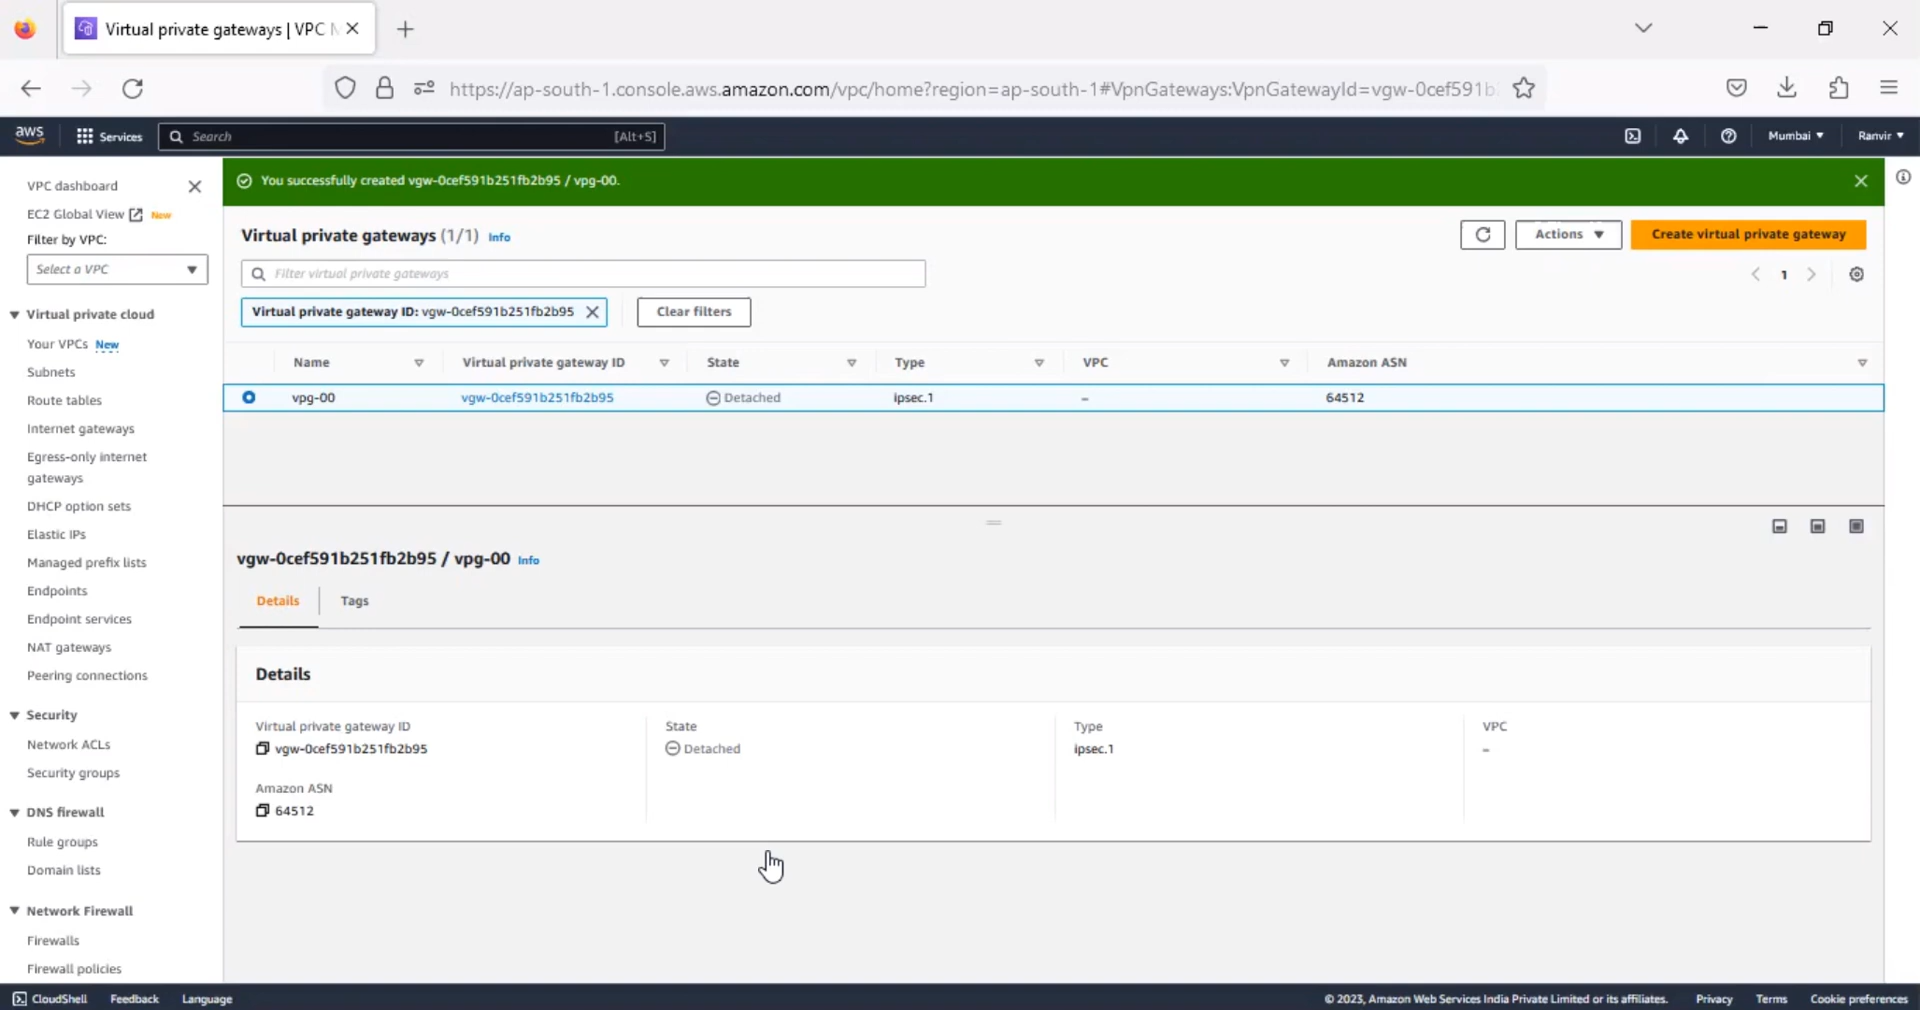 Virtual private gateways | VPC M
https://ap-south-1.console.aws.amazon.com/vpc/home?region=ap-south-1#VpnGateways:VpnGatewayId=vgw-0cef591b
aws
Services
Search
[Alt+S]
Mumbai
Ranvir
VPC dashboard
EC2 Global View New
Filter by VPC:
Select a VPC
Virtual private cloud
Your VPCs New
Subnets
Route tables
Internet gateways
Egress-only internet
gateways
DHCP option sets
Elastic IPs
Managed prefix lists
Endpoints
Endpoint services
NAT gateways
Peering connections
Security
Network ACLs
Security groups
DNS firewall
Rule groups
Domain lists
Network Firewall
Firewalls
Firewall policies
You successfully created vgw-0cef591b251fb2b95 / vpg-00.
Virtual private gateways (1/1) Info
Actions
Create virtual private gateway
Filter virtual private gateways
1
Virtual private gateway ID: vgw-0cef591b251fb2b95
Clear filters
Name Virtual private gateway ID State Type VPC Amazon ASN
vpg-00 vgw-0cef591b251fb2b95 Detached ipsec.1 – 64512
vgw-0cef591b251fb2b95 / vpg-00 Info
Details Tags
Details
Virtual private gateway ID State Type VPC
vgw-0cef591b251fb2b95 Detached ipsec.1 –
Amazon ASN
64512
CloudShell Feedback Language
© 2023, Amazon Web Services India Private Limited or its affiliates. Privacy Terms Cookie preferences